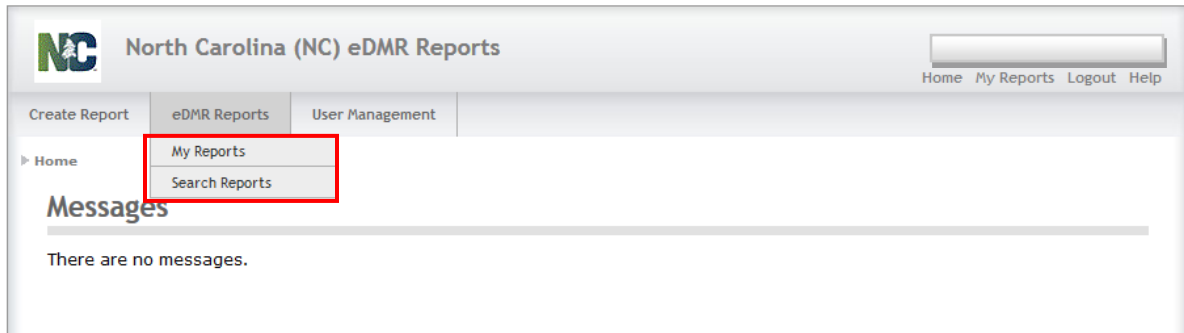 NC North Carolina (NC) eDMR Reports
Home My Reports Logout Help
Create Report eDMR Reports User Management
My Reports
Home
Search Reports
Messages
There are no messages.